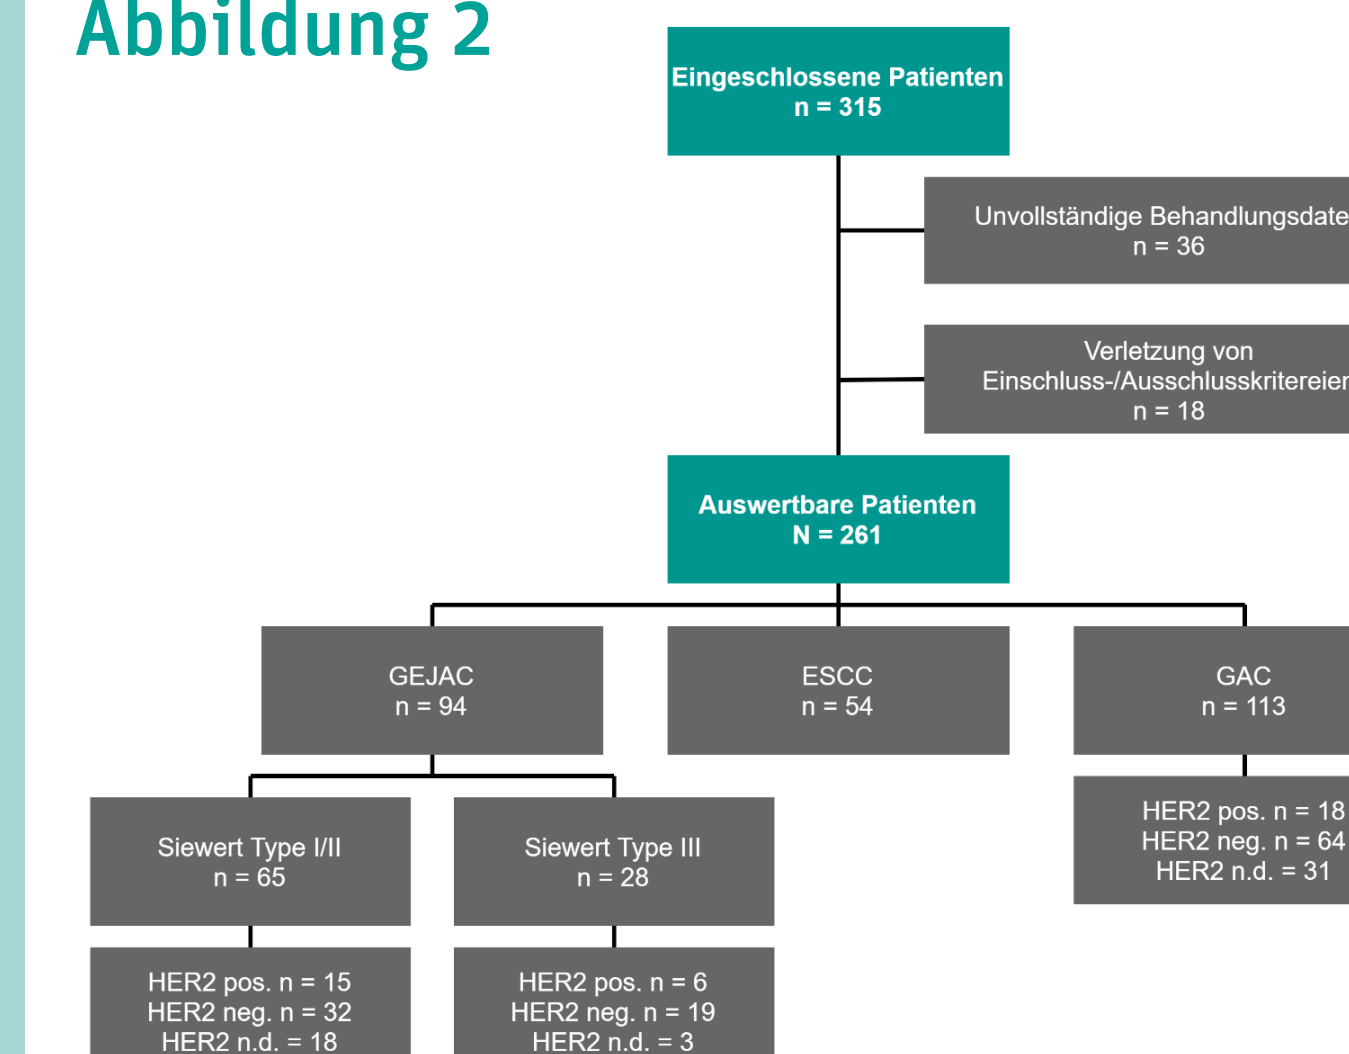 Abbildung 2
Eingeschlossene Patienten
n = 315
Unvollständige Behandlungsdate
n = 36
Verletzung von
Einschluss-/Ausschlusskritereien
n = 18
Auswertbare Patienten
N = 261
GEJAC
n = 94
ESCC
n = 54
GAC
n = 113
Siewert Type I/II
n = 65
Siewert Type III
n = 28
HER2 pos. n = 18
HER2 neg. n = 64
HER2 n.d. = 31
HER2 pos. n = 15
HER2 neg. n = 32
HER2 n.d. = 18
HER2 pos. n = 6
HER2 neg. n = 19
HER2 n.d. = 3